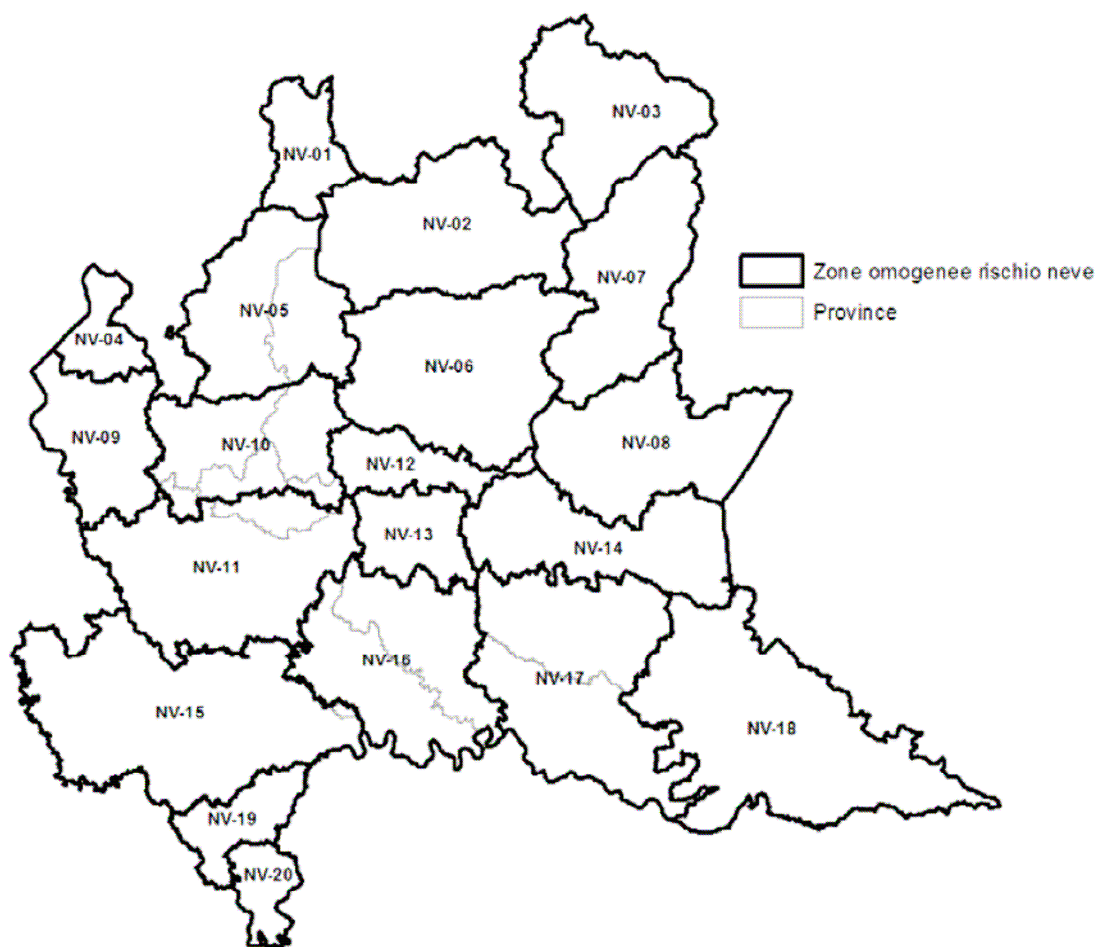 NV-03
NV-01
NV-02
NV-07
Zone omogenee rischio neve
Province
NV-05
NV-04
NV-06
NV-09
NV-10
NV-08
NV-12
NV-13
NV-14
NV-11
NV-16
NV-17
NV-15
NV-18
NV-19
NV-20